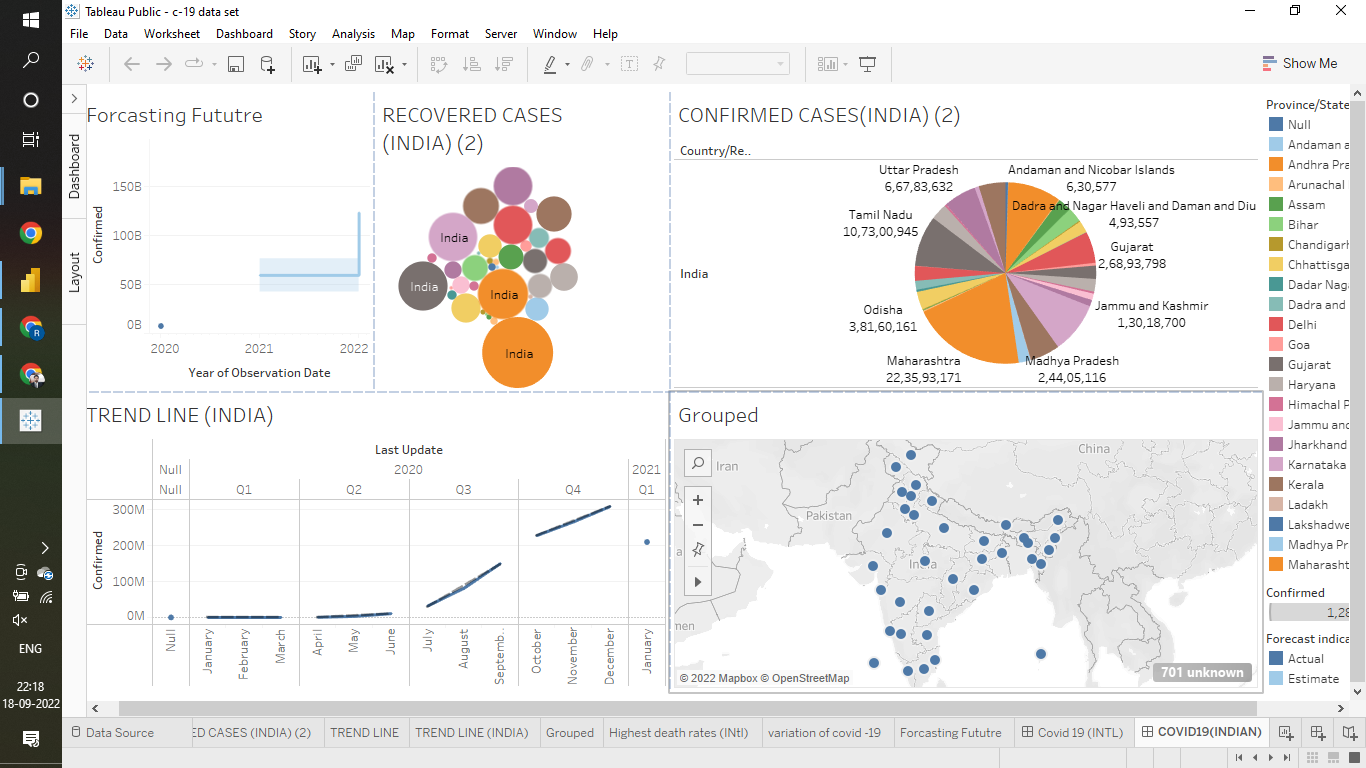 Tableau Public - c-19 data set
File Data Worksheet Dashboard Story Analysis Map Format Server Window Help
Show Me
Dashboard
Layout
Forcasting Fututre
Confirmed
150B
100B
50B
0B
2020 2021 2022
Year of Observation Date
RECOVERED CASES
(INDIA) (2)
India
India
India
India
CONFIRMED CASES(INDIA) (2)
Country/Re..
India
Uttar Pradesh
6,67,83,632
Andaman and Nicobar Islands
6,30,577
Tamil Nadu
10,73,00,945
Dadra and Nagar Haveli and Daman and Diu
4,93,557
Gujarat
2,68,93,798
Odisha
3,81,60,161
Jammu and Kashmir
1,30,18,700
Maharashtra
22,35,93,171
Madhya Pradesh
2,44,05,116
Province/State
Null
Andaman a
Andhra Pra
Arunachal
Assam
Bihar
Chandigarh
Chhattisga
Dadar Nag
Dadra and
Delhi
Goa
Gujarat
Haryana
Himachal P
Jammu and
Jharkhand
Karnataka
Kerala
Ladakh
Lakshadwe
Madhya Pr
Maharasht
Confirmed
1,28
Forecast indica
Actual
Estimate
TREND LINE (INDIA)
Last Update
Null 2020 2021
Null Q1 Q2 Q3 Q4 Q1
Confirmed
300M
200M
100M
0M
Null
January
February
March
April
May
June
July
August
Septemb..
October
November
December
January
Grouped
Iran
China
Pakistan
India
a
men
© 2022 Mapbox © OpenStreetMap
701 unknown
ENG
22:18
18-09-2022
Data Source
ED CASES (INDIA) (2)
TREND LINE
TREND LINE (INDIA)
Grouped
Highest death rates (INtl)
variation of covid -19
Forcasting Fututre
Covid 19 (INTL)
COVID19(INDIAN)